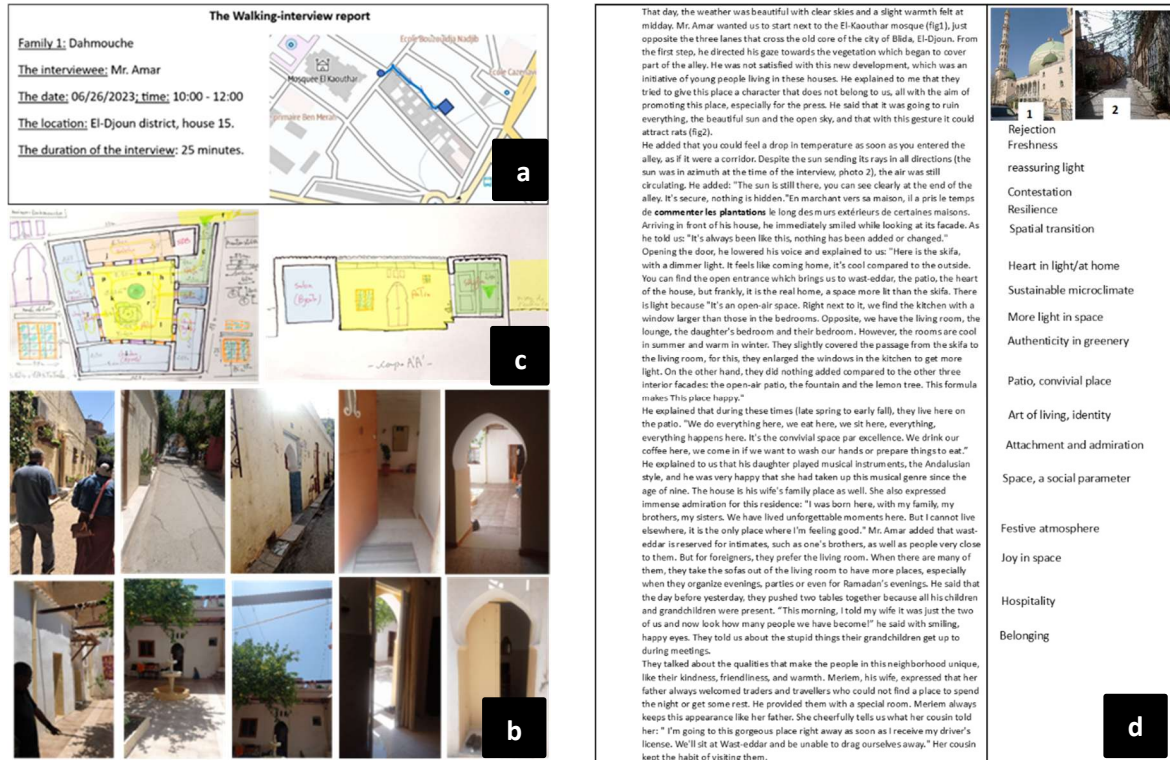 The Walking-interview report
Family 1: Dahmouche
The interviewee: Mr. Amar
The date: 06/26/2023; time: 10:00 - 12:00
The location: El-Djoun district, house 15.
The duration of the interview: 25 minutes.
Ecole Bouzouidja Nadjib
Mosquee El Kaouthar
Ecole
Ben
a
patio
- coupe A'A' -
c
b
That day, the weather was beautiful with clear skies and a slight warmth felt at
midday. Mr. Amar wanted us to start next to the El-Kaouthar mosque (fig1), just
opposite the three lanes that cross the old core of the city of Blida, El-Djoun. From
the first step, he directed his gaze towards the vegetation which began to cover
part of the alley. He was not satisfied with this new development, which was an
initiative of young people living in these houses. He explained to me that they
tried to give this place a character that does not belong to us, all with the aim of
promoting this place, especially for the press. He said that it was going to ruin
everything, the beautiful sun and the open sky, and that with this gesture it could
attract rats (fig2).
He added that you could feel a drop in temperature as soon as you entered the
alley, as if it were a corridor. Despite the sun sending its rays in all directions (the
sun was in azimuth at the time of the interview, photo 2), the air was still
circulating. He added: "The sun is still there, you can see clearly at the end of the
alley. It's secure, nothing is hidden."En marchant vers sa maison, il a pris le temps
de commenter les plantations le long des murs extérieurs de certaines maisons.
Arriving in front of his house, he immediately smiled while looking at its facade. As
he told us: "It's always been like this, nothing has been added or changed."
Opening the door, he lowered his voice and explained to us: "Here is the skifa,
with a dimmer light. It feels like coming home, it's cool compared to the outside.
You can find the open entrance which brings us to wast-eddar, the patio, the heart
of the house, but frankly, it is the real home, a space more lit than the skifa. There
is light because "It's an open-air space. Right next to it, we find the kitchen with a
window larger than those in the bedrooms. Opposite, we have the living room, the
lounge, the daughter's bedroom and their bedroom. However, the rooms are cool
in summer and warm in winter. They slightly covered the passage from the skifa to
the living room, for this, they enlarged the windows in the kitchen to get more
light. On the other hand, they did nothing added compared to the other three
interior facades: the open-air patio, the fountain and the lemon tree. This formula
makes This place happy."
He explained that during these times (late spring to early fall), they live here on
the patio. "We do everything here, we eat here, we sit here, everything,
everything happens here. It's the convivial space par excellence. We drink our
coffee here, we come in if we want to wash our hands or prepare things to eat."
He explained to us that his daughter played musical instruments, the Andalusian
style, and he was very happy that she had taken up this musical genre since the
age of nine. The house is his wife's family place as well. She also expressed
immense admiration for this residence: "I was born here, with my family, my
brothers, my sisters. We have lived unforgettable moments here. But I cannot live
elsewhere, it is the only place where I'm feeling good." Mr. Amar added that wast-
eddar is reserved for intimates, such as one's brothers, as well as people very close
to them. But for foreigners, they prefer the living room. When there are many of
them, they take the sofas out of the living room to have more places, especially
when they organize evenings, parties or even for Ramadan's evenings. He said that
the day before yesterday, they pushed two tables together because all his children
and grandchildren were present. "This morning, I told my wife it was just the two
of us and now look how many people we have become!" he said with smiling,
happy eyes. They told us about the stupid things their grandchildren get up to
during meetings.
They talked about the qualities that make the people in this neighborhood unique,
like their kindness, friendliness, and warmth. Meriem, his wife, expressed that her
father always welcomed traders and travellers who could not find a place to spend
the night or get some rest. He provided them with a special room. Meriem always
keeps this appearance like her father. She cheerfully tells us what her cousin told
her: " I'm going to this gorgeous place right away as soon as I receive my driver's
license. We'll sit at Wast-eddar and be unable to drag ourselves away." Her cousin
kept the habit of visiting them.
1
2
Rejection
Freshness
reassuring light
Contestation
Resilience
Spatial transition
Heart in light/at home
Sustainable microclimate
More light in space
Authenticity in greenery
Patio, convivial place
Art of living, identity
Attachment and admiration
Space, a social parameter
Festive atmosphere
Joy in space
Hospitality
Belonging
d